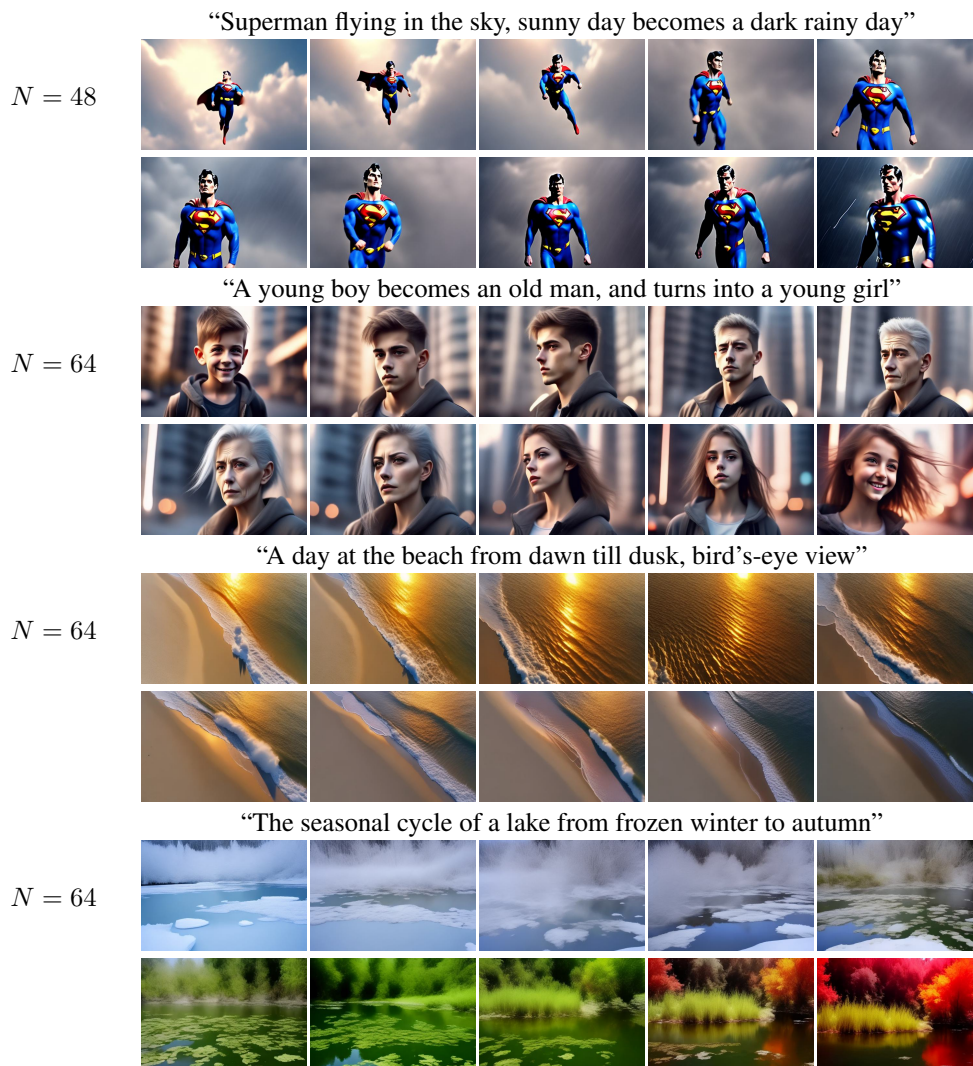 “Superman flying in the sky, sunny day becomes a dark rainy day”
N = 48
“A young boy becomes an old man, and turns into a young girl”
N = 64
“A day at the beach from dawn till dusk, bird’s-eye view”
N = 64
“The seasonal cycle of a lake from frozen winter to autumn”
N = 64